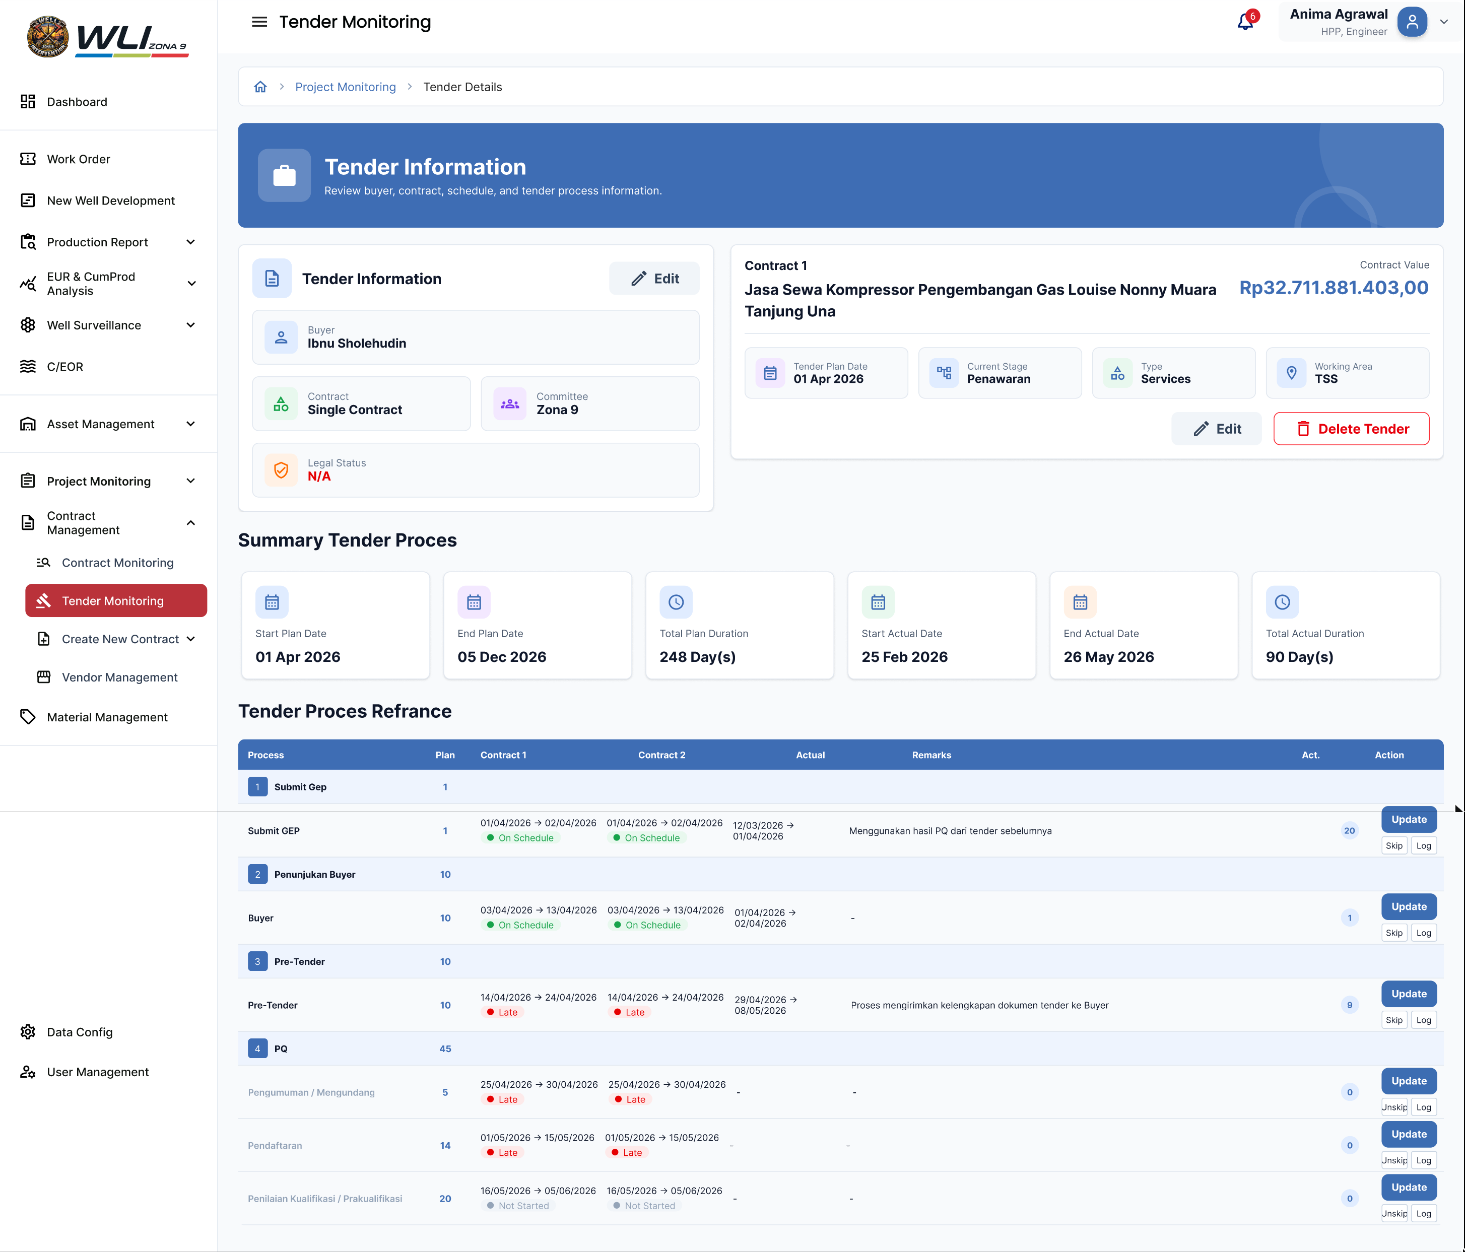 WLI ZONA 9
Tender Monitoring
6
Anima Agrawal
HPP, Engineer
Dashboard
Work Order
New Well Development
Production Report
EUR & CumProd
Analysis
Well Surveillance
C/EOR
Asset Management
Project Monitoring
Contract
Management
Contract Monitoring
Tender Monitoring
Create New Contract
Vendor Management
Material Management
Data Config
User Management
Project Monitoring > Tender Details
Tender Information
Review buyer, contract, schedule, and tender process information.
Tender Information
Edit
Buyer
Ibnu Sholehudin
Contract
Single Contract
Committee
Zona 9
Legal Status
N/A
Contract 1
Jasa Sewa Kompressor Pengembangan Gas Louise Nonny Muara
Tanjung Una
Contract Value
Rp32.711.881.403,00
Tender Plan Date
01 Apr 2026
Current Stage
Penawaran
Type
Services
Working Area
TSS
Edit
Delete Tender
Summary Tender Proces
Start Plan Date
01 Apr 2026
End Plan Date
05 Dec 2026
Total Plan Duration
248 Day(s)
Start Actual Date
25 Feb 2026
End Actual Date
26 May 2026
Total Actual Duration
90 Day(s)
Tender Proces Refrance
Process Plan Contract 1 Contract 2 Actual Remarks Act. Action
1 Submit Gep 1
Submit GEP 1 01/04/2026 → 02/04/2026 01/04/2026 → 02/04/2026 12/03/2026 → Menggunakan hasil PQ dari tender sebelumnya 20 Update
On Schedule On Schedule 01/04/2026 Skip Log
2 Penunjukan Buyer 10
Buyer 10 03/04/2026 → 13/04/2026 03/04/2026 → 13/04/2026 01/04/2026 → - 1 Update
On Schedule On Schedule 02/04/2026 Skip Log
3 Pre-Tender 10
Pre-Tender 10 14/04/2026 → 24/04/2026 14/04/2026 → 24/04/2026 29/04/2026 → Proses mengirimkan kelengkapan dokumen tender ke Buyer 9 Update
Late Late 08/05/2026 Skip Log
4 PQ 45
Pengumuman / Mengundang 5 25/04/2026 → 30/04/2026 25/04/2026 → 30/04/2026 - - 0 Update
Late Late Unskip Log
Pendaftaran 14 01/05/2026 → 15/05/2026 01/05/2026 → 15/05/2026 - - 0 Update
Late Late Unskip Log
Penilaian Kualifikasi / Prakualifikasi 20 16/05/2026 → 05/06/2026 16/05/2026 → 05/06/2026 - - 0 Update
Not Started Not Started Unskip Log